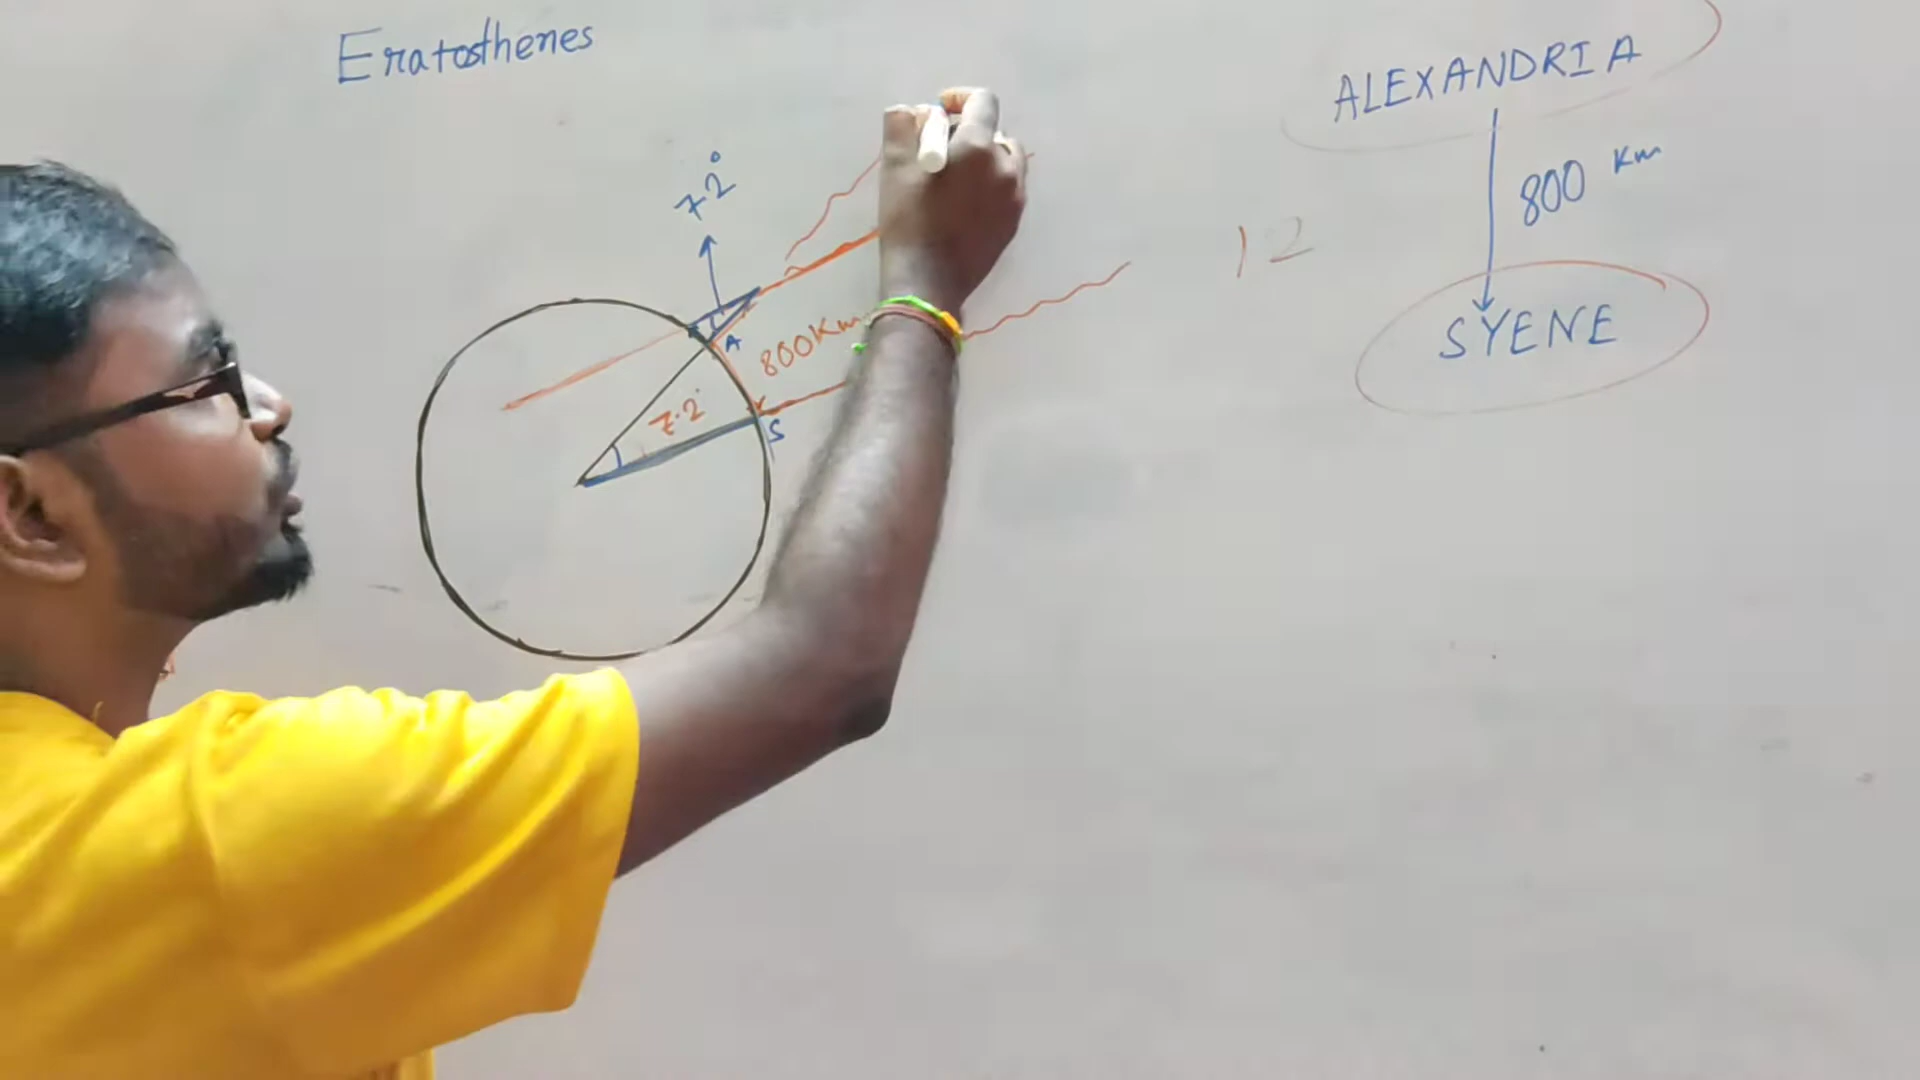 Eratosthenes
ALEXANDRIA
7.2°
800 Km
12
SYENE
A
800Km
7.2°
S